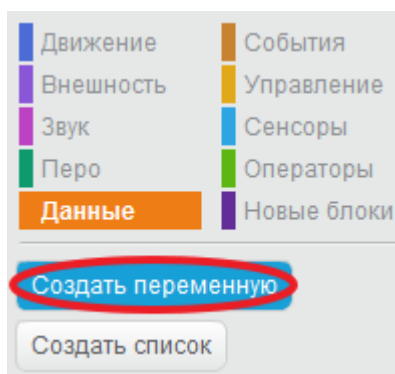 Движение События
Внешность Управление
Звук Сенсоры
Перо Операторы
Данные Новые блоки
Создать переменную
Создать список